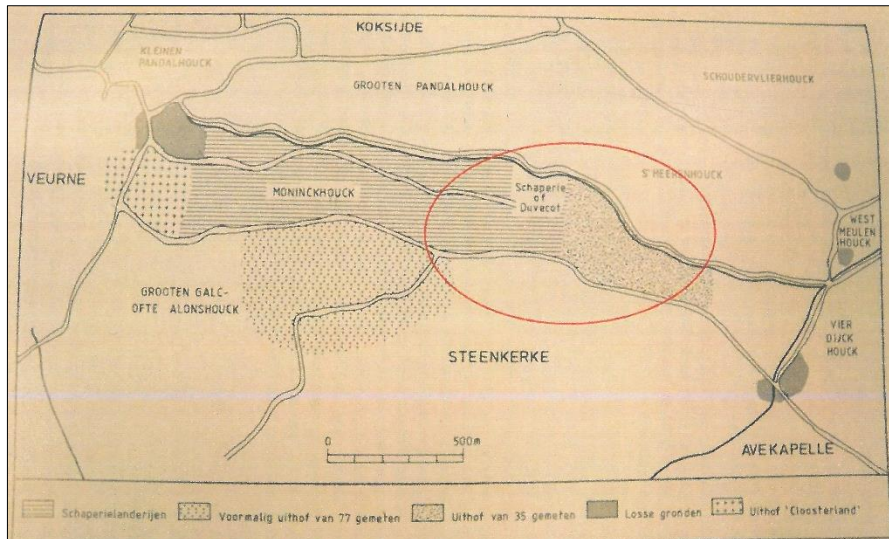 KOKSIJDE
KLEINEN
PANDALHOUCK
GROOTEN PANDALHOUCK
SCHOUDERVLIERHOUCK
VEURNE
MONINCKHOUCK
Schaperie
of
Duvecot
S'HEERENHOUCK
WEST
MEULEN
HOUCK
GROOTEN GALC-
OFTE ALONSHOUCK
VIER
DIJCK
HOUCK
STEENKERKE
0 500m
AVEKAPELLE
Schaperielanderijen
Voormalig uithof van 77 gemeten
Uithof van 35 gemeten
Losse gronden
Uithof 'Cloosterland'